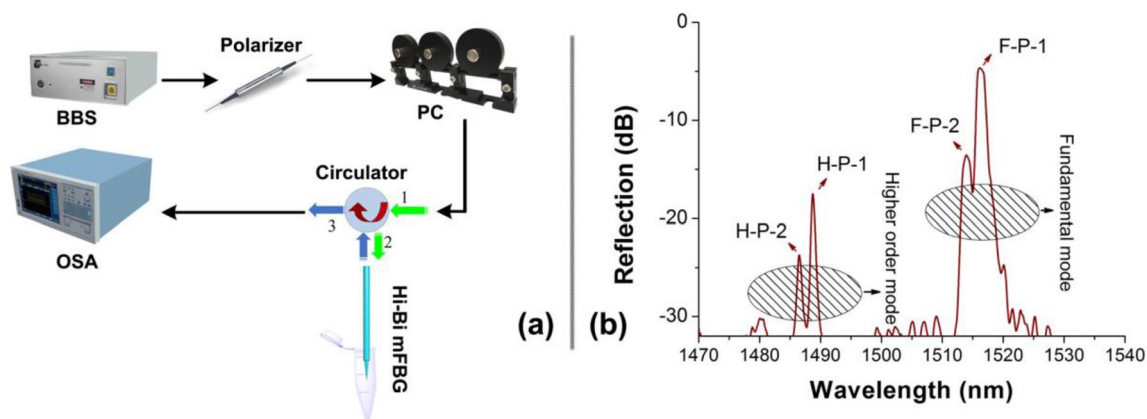 Polarizer
BBS
PC
Circulator
1
3
2
OSA
Hi-Bi mFBG
(a)
(b)
Reflection (dB)
0
-10
-20
-30
F-P-1
F-P-2
H-P-1
H-P-2
Higher order mode
Fundamental mode
1470 1480 1490 1500 1510 1520 1530 1540
Wavelength (nm)